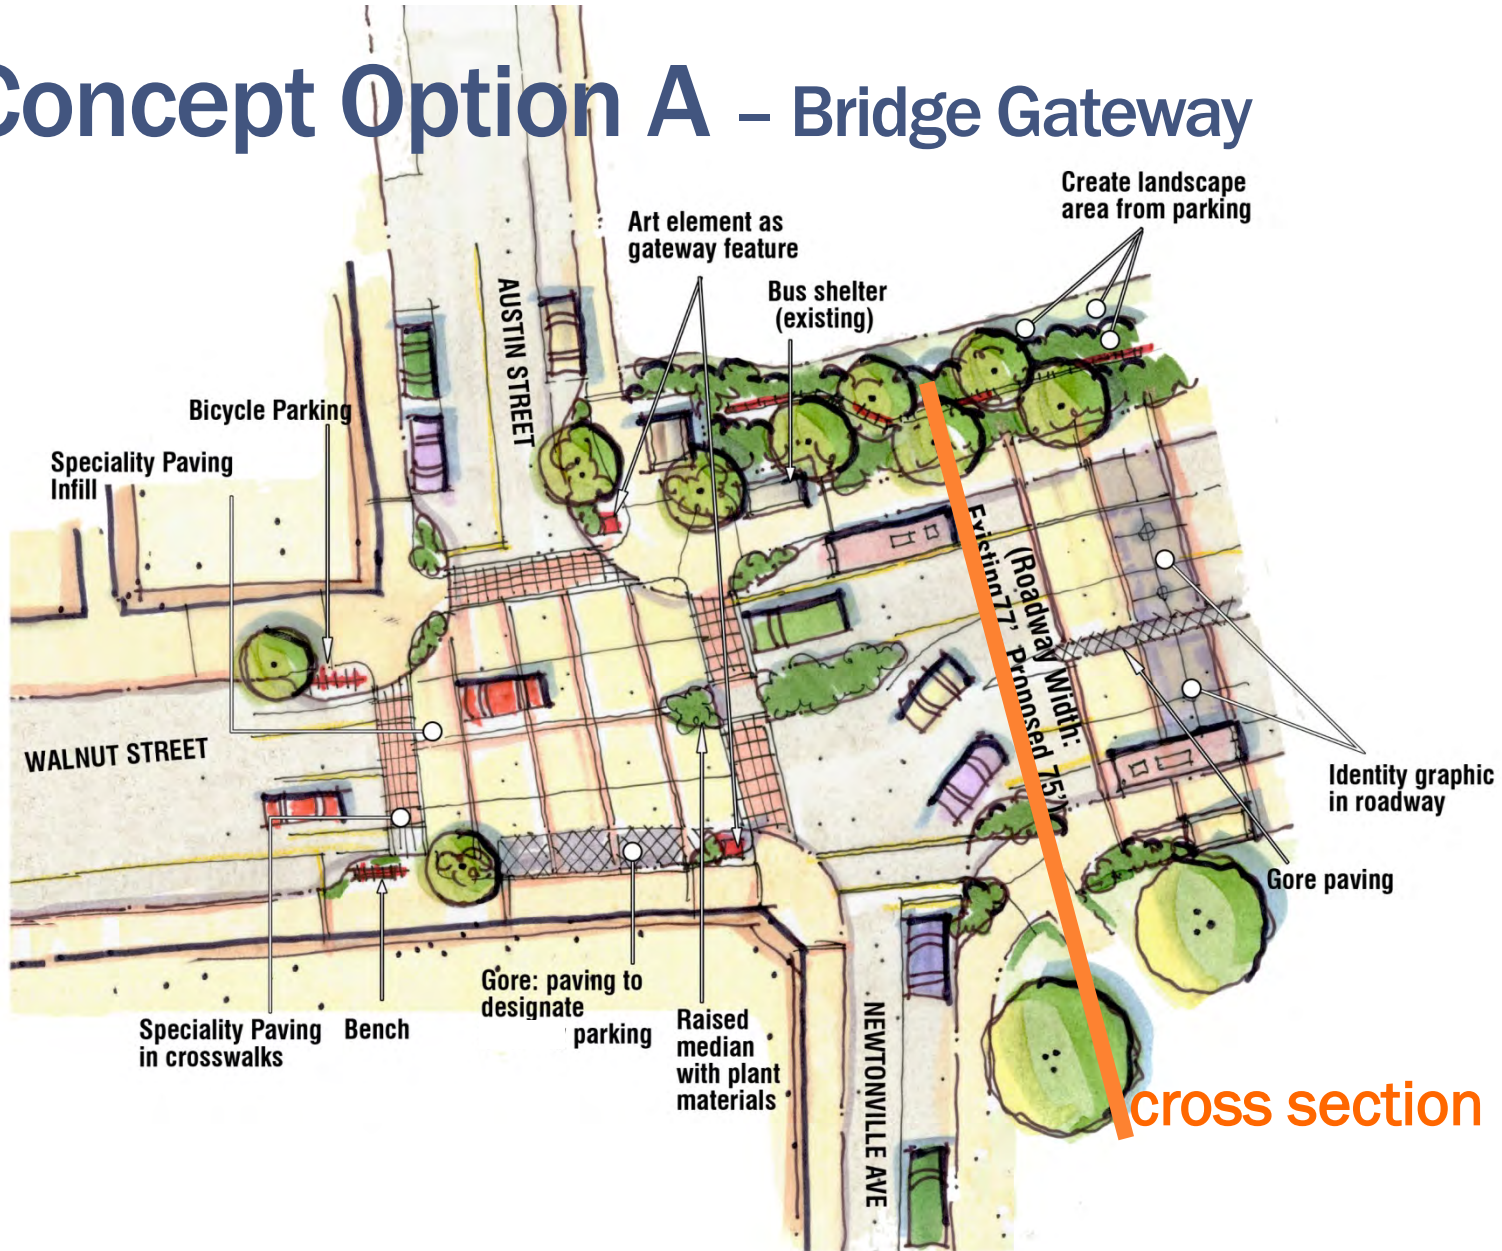 Concept Option A – Bridge Gateway
Create landscape
area from parking
Art element as
gateway feature
Bus shelter
(existing)
AUSTIN STREET
Bicycle Parking
Speciality Paving
Infill
(Roadway Width:
Existing 77' Proposed 75')
WALNUT STREET
Identity graphic
in roadway
Gore paving
Gore: paving to
designate
parking
Speciality Paving
in crosswalks
Bench
Raised
median
with plant
materials
NEWTONVILLE AVE
cross section